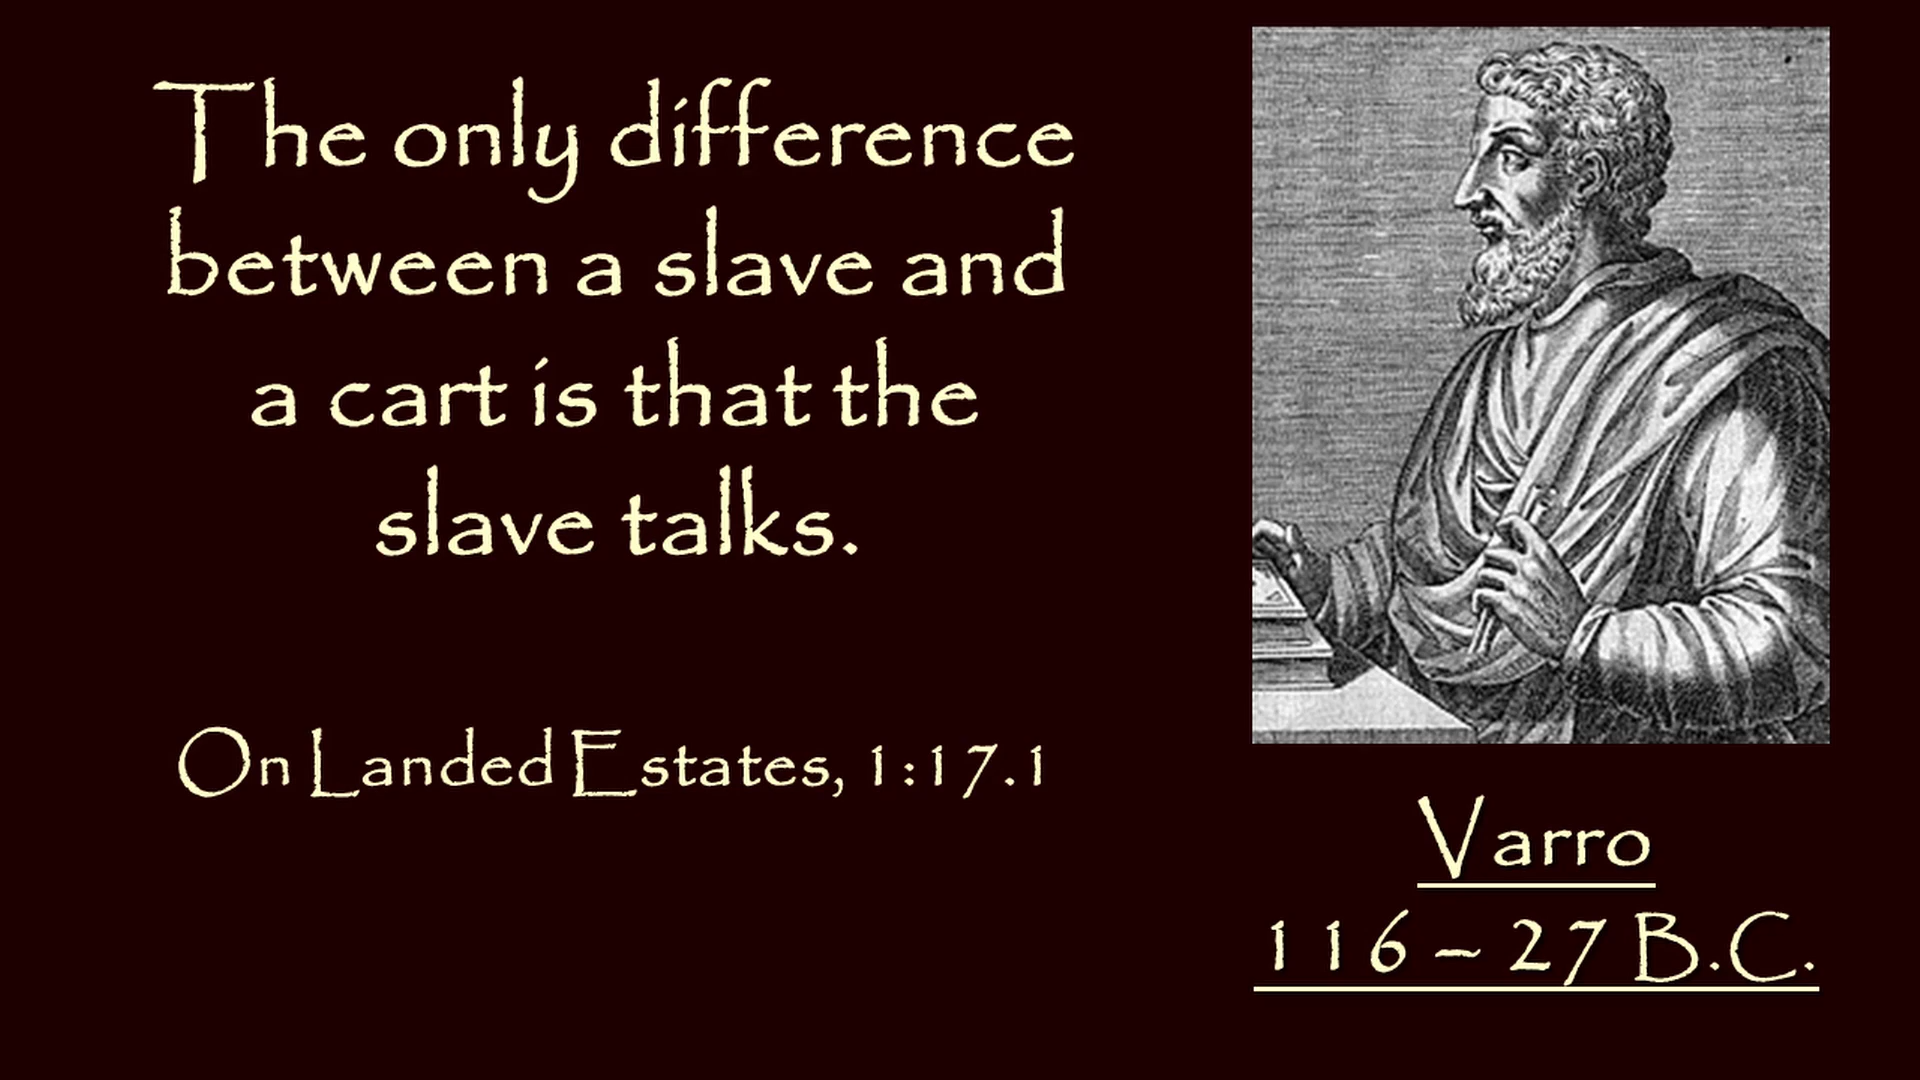 The only difference
between a slave and
a cart is that the
slave talks.
On Landed Estates, 1:17.1
Varro
116 – 27 B.C.